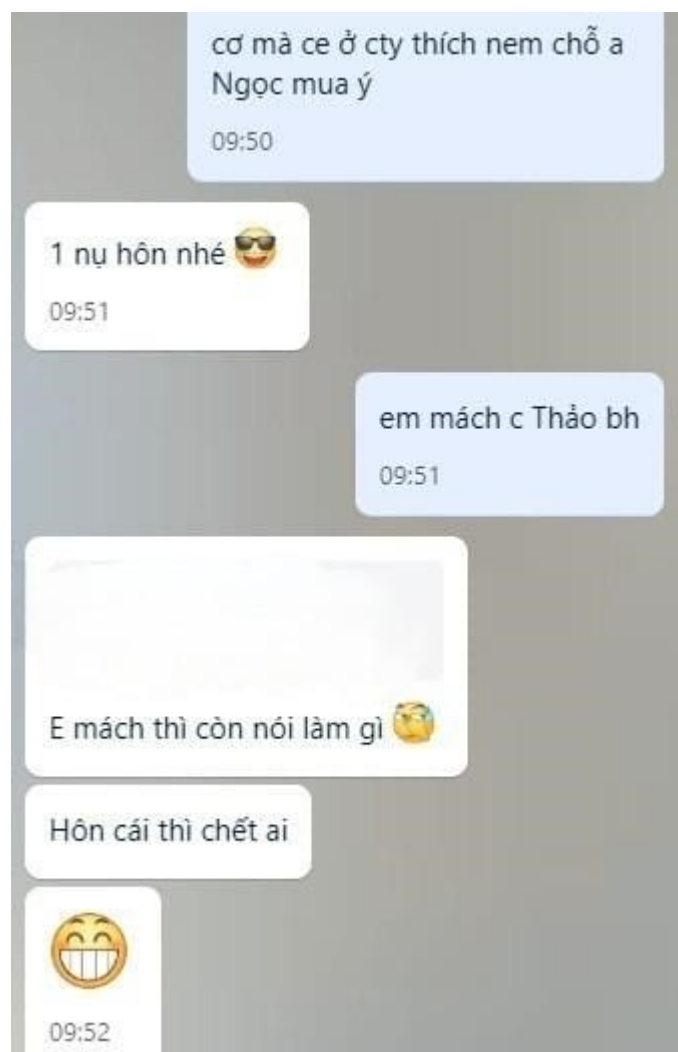 cơ mà ce ở cty thích nem chỗ a
Ngọc mua ý
09:50
1 nụ hôn nhé
09:51
em mách c Thảo bh
09:51
E mách thì còn nói làm gì
Hôn cái thì chết ai
09:52